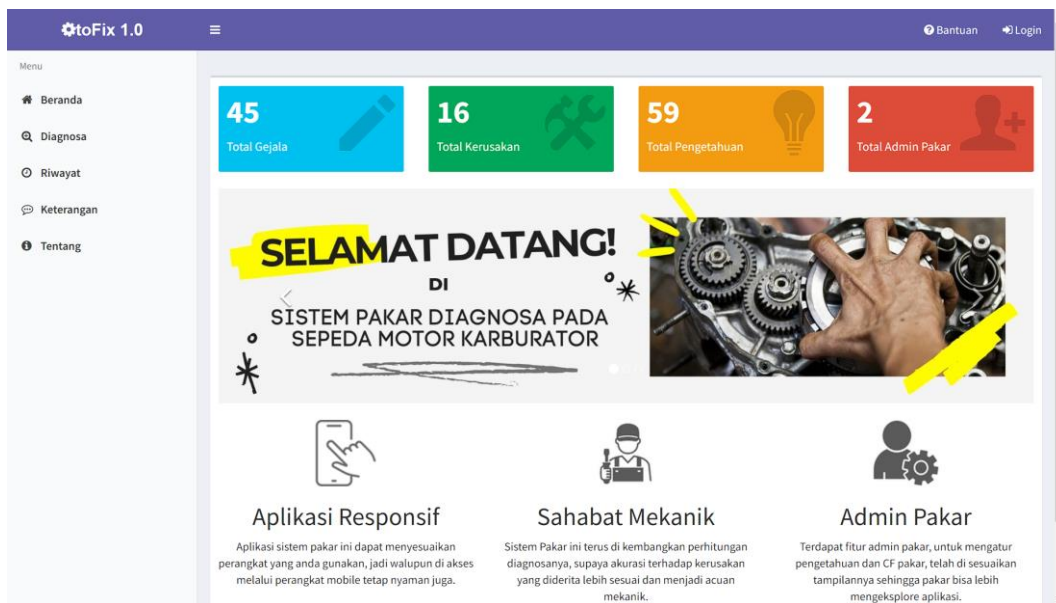 OtoFix 1.0
Bantuan
Login
Menu
Beranda
Diagnosa
Riwayat
Keterangan
Tentang
45
Total Gejala
16
Total Kerusakan
59
Total Pengetahuan
2
Total Admin Pakar
SELAMAT DATANG!
DI
SISTEM PAKAR DIAGNOSA PADA
SEPEDA MOTOR KARBURATOR
Aplikasi Responsif
Aplikasi sistem pakar ini dapat menyesuaikan
perangkat yang anda gunakan, jadi walupun di akses
melalui perangkat mobile tetap nyaman juga.
Sahabat Mekanik
Sistem Pakar ini terus di kembangkan perhitungan
diagnosanya, supaya akurasi terhadap kerusakan
yang diderita lebih sesuai dan menjadi acuan
mekanik.
Admin Pakar
Terdapat fitur admin pakar, untuk mengatur
pengetahuan dan CF pakar, telah di sesuaikan
tampilannya sehingga pakar bisa lebih
mengeksplore aplikasi.